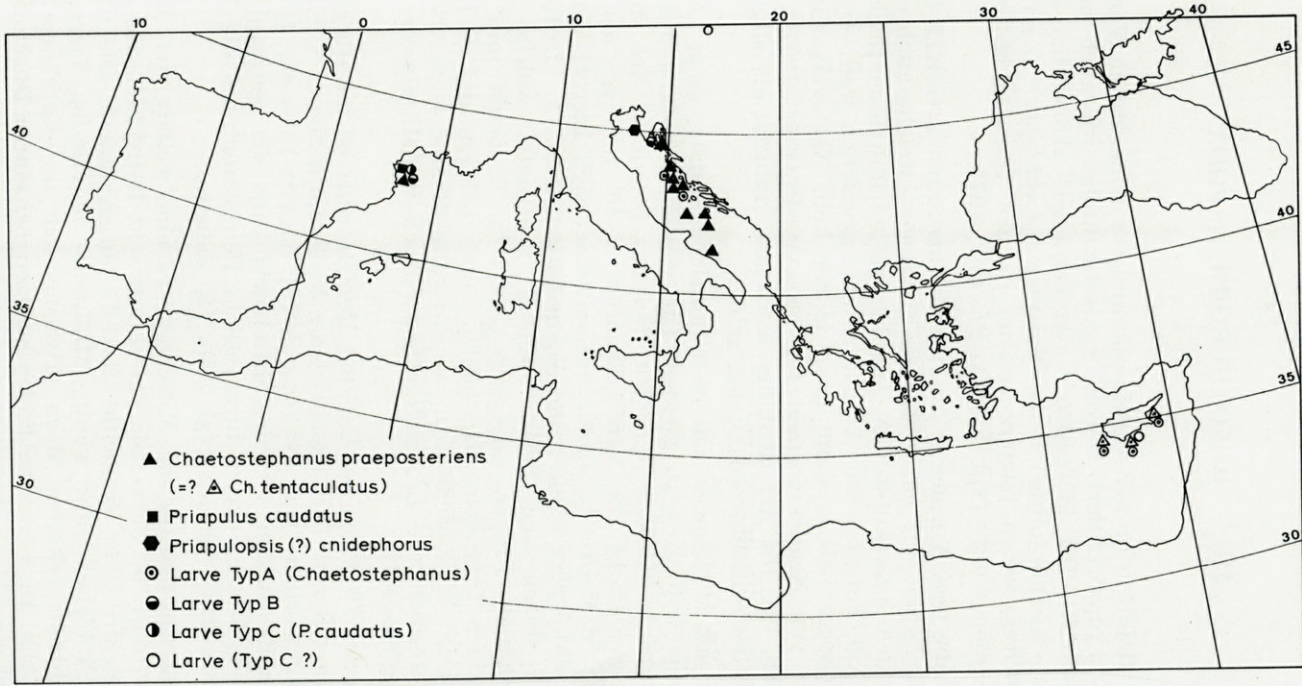 10 0 10 20 30 40
45
40
40
35
35
30
30
▲ Chaetostephanus praeposteriens
(=? ◬ Ch. tentaculatus)
■ Priapulus caudatus
⬢ Priapulopsis (?) cnidephorus
⊙ Larve Typ A (Chaetostephanus)
◒ Larve Typ B
◑ Larve Typ C (P. caudatus)
○ Larve (Typ C ?)